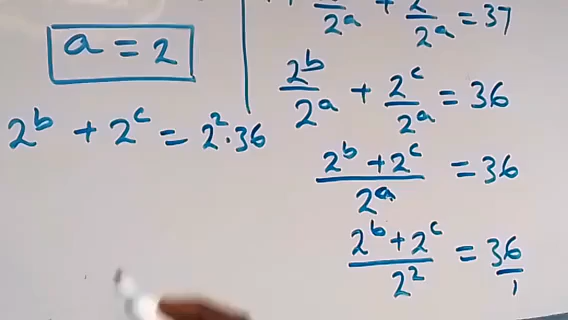 a = 2
2^b + 2^c = 2^2 · 36
/2^a + 2/2^a = 37
2^b/2^a + 2^c/2^a = 36
(2^b + 2^c)/2^a = 36
(2^b + 2^c)/2^2 = 36/1